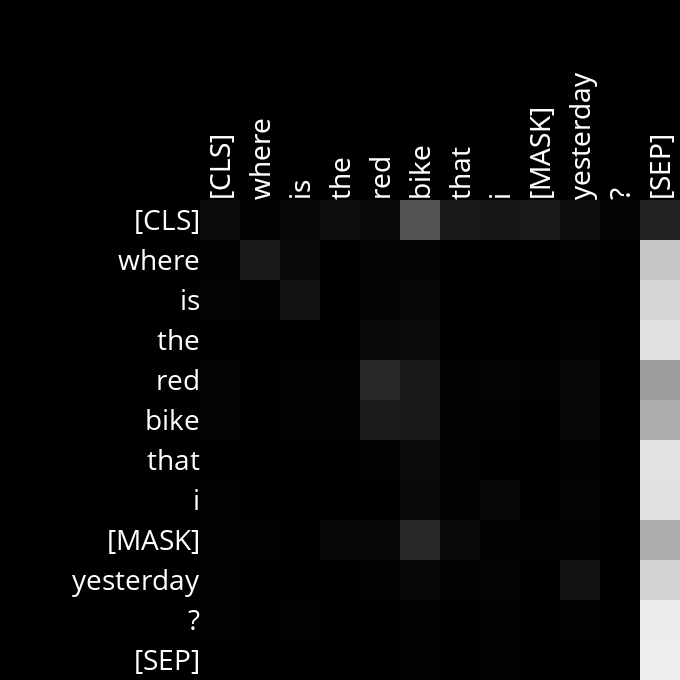 [CLS]
where
is
the
red
bike
that
i
[MASK]
yesterday
?
[SEP]
[CLS]
where
is
the
red
bike
that
i
[MASK]
yesterday
?
[SEP]